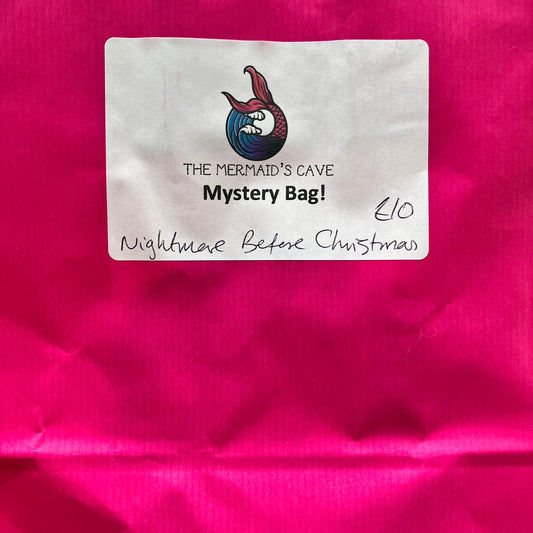 THE MERMAID'S CAVE
Mystery Bag!
£10
Nightmare Before Christmas